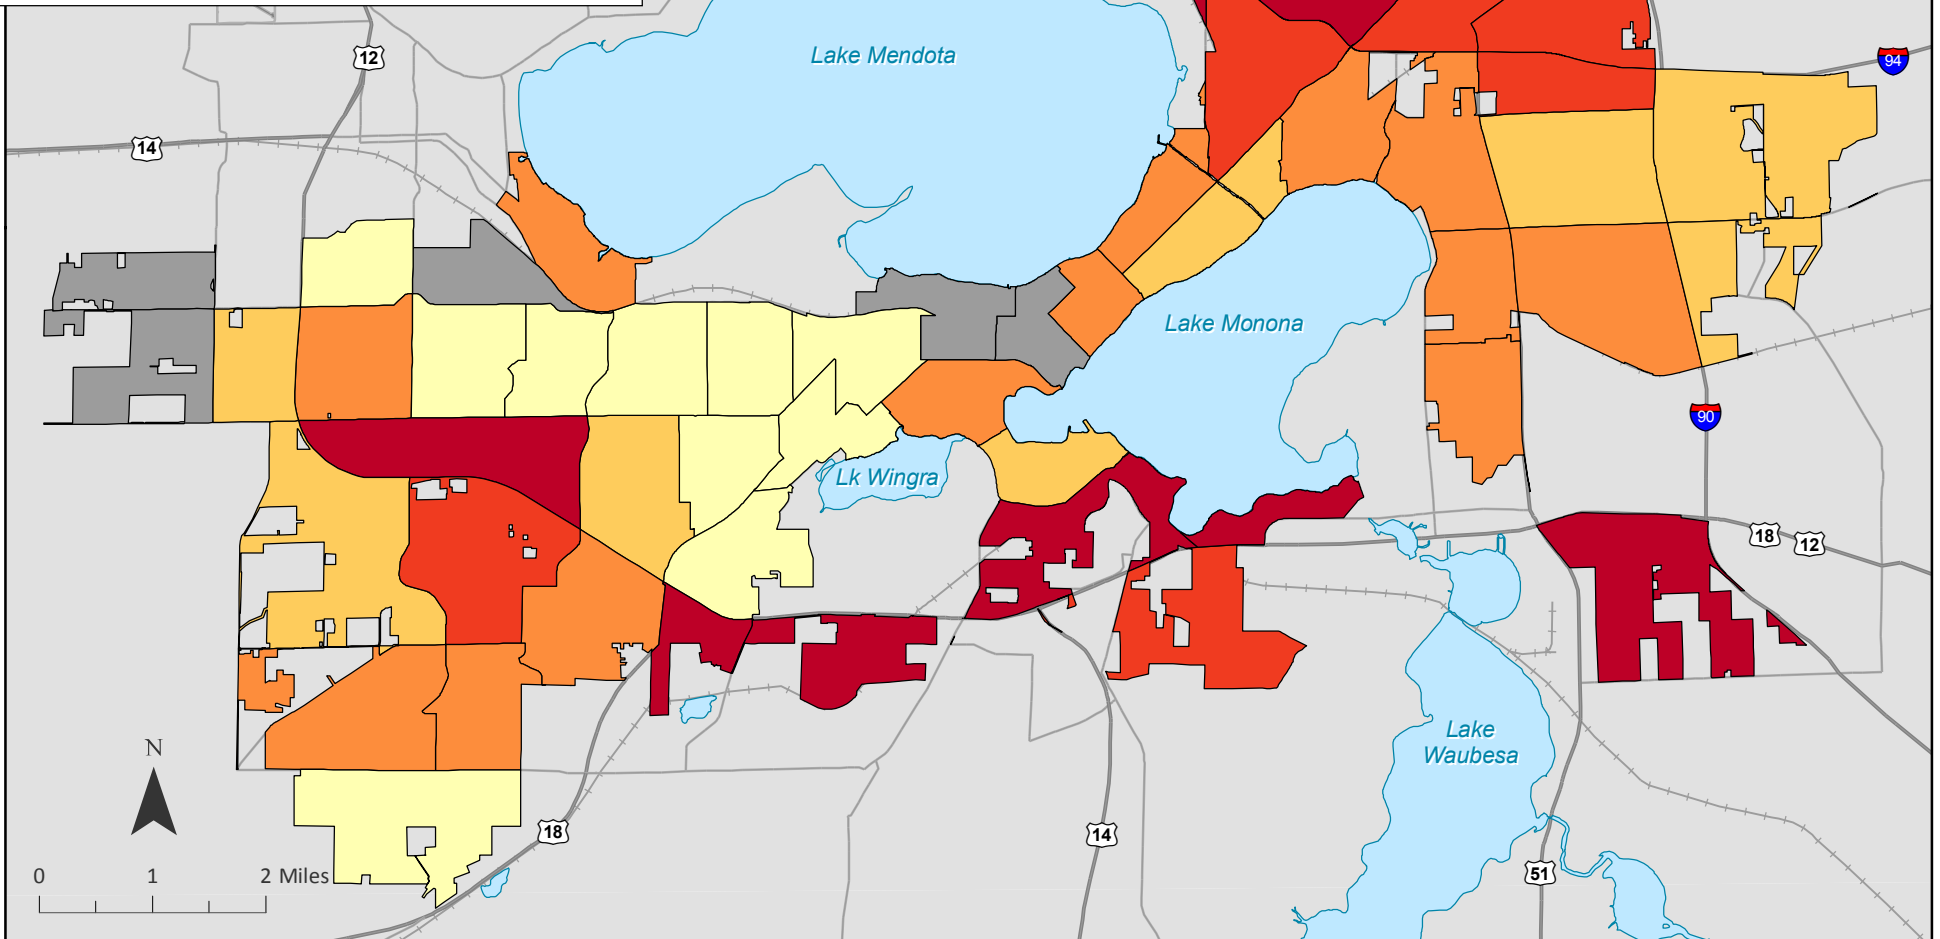 Lake Mendota
12
94
14
Lake Monona
90
Lk Wingra
18
12
Lake
Waubesa
N
18
14
51
0 1 2 Miles